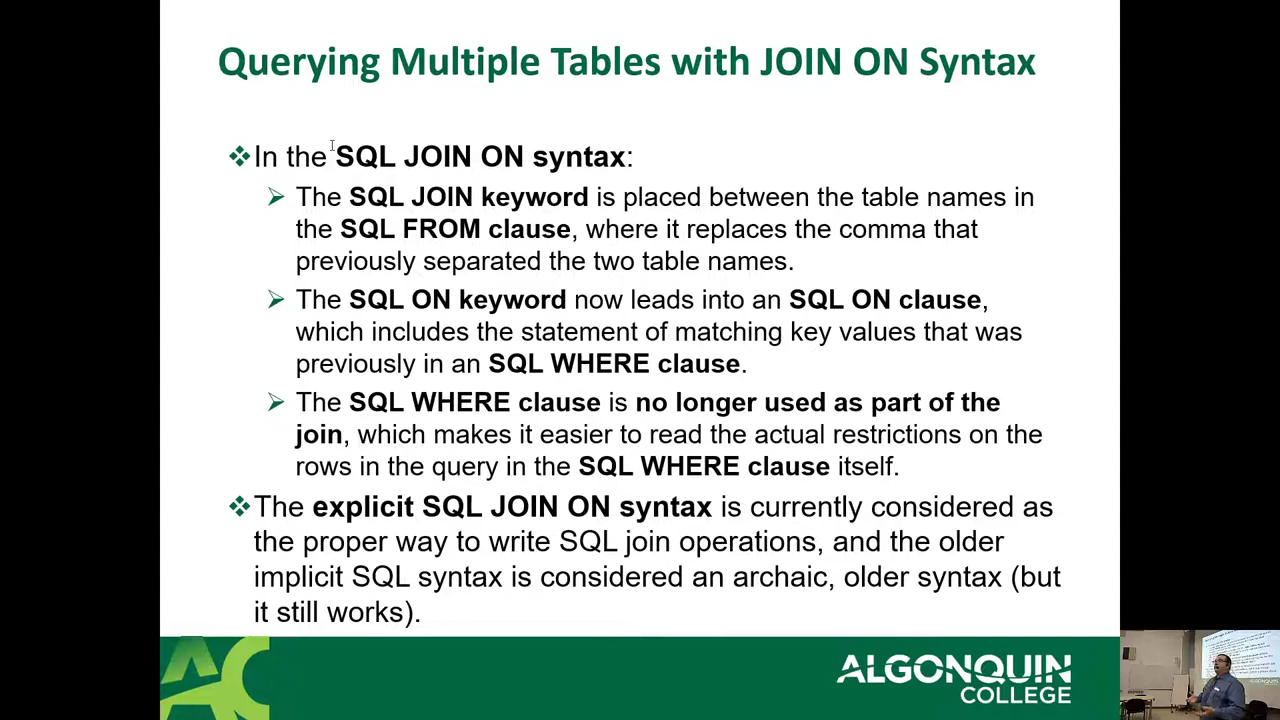 Querying Multiple Tables with JOIN ON Syntax
In the SQL JOIN ON syntax:
The SQL JOIN keyword is placed between the table names in
the SQL FROM clause, where it replaces the comma that
previously separated the two table names.
The SQL ON keyword now leads into an SQL ON clause,
which includes the statement of matching key values that was
previously in an SQL WHERE clause.
The SQL WHERE clause is no longer used as part of the
join, which makes it easier to read the actual restrictions on the
rows in the query in the SQL WHERE clause itself.
The explicit SQL JOIN ON syntax is currently considered as
the proper way to write SQL join operations, and the older
implicit SQL syntax is considered an archaic, older syntax (but
it still works).
AC
ALGONQUIN
COLLEGE